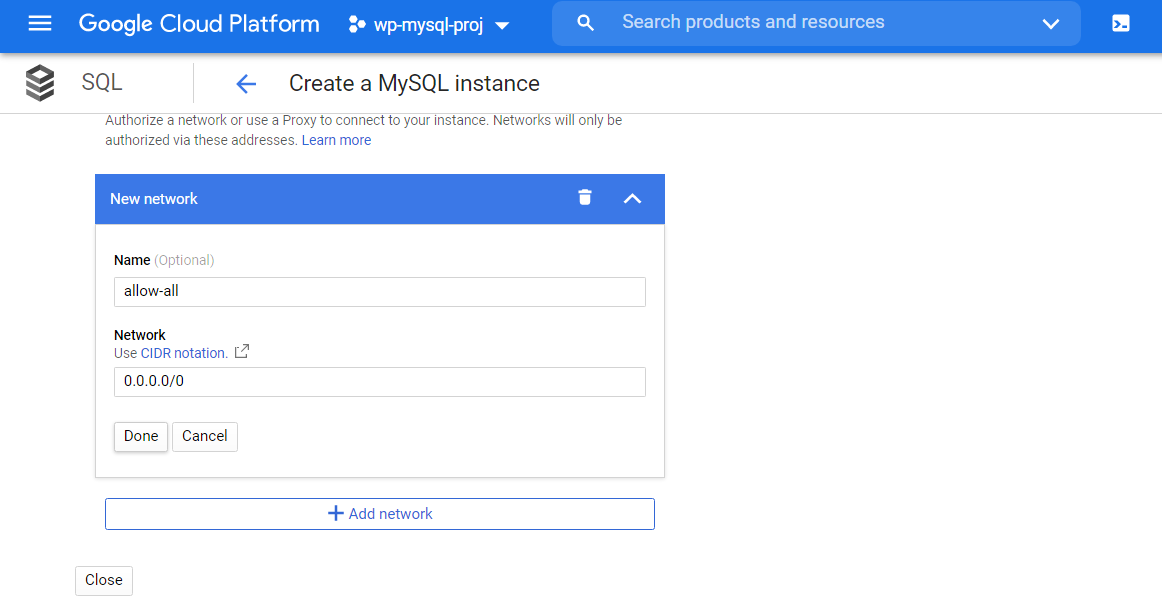 Google Cloud Platform wp-mysql-proj Search products and resources
SQL Create a MySQL instance
Authorize a network or use a Proxy to connect to your instance. Networks will only be
authorized via these addresses. Learn more
New network
Name (Optional)
allow-all
Network
Use CIDR notation.
0.0.0.0/0
Done Cancel
Add network
Close